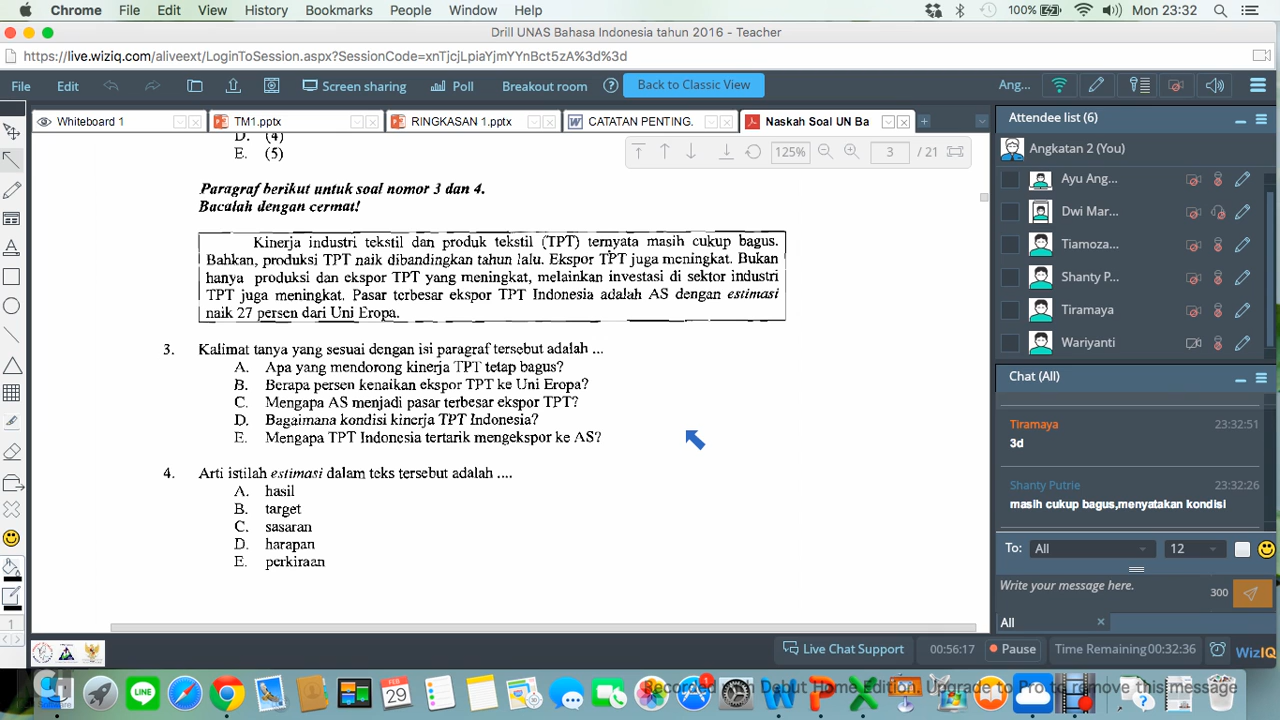 Chrome File Edit View History Bookmarks People Window Help 100% Mon 23:32
Drill UNAS Bahasa Indonesia tahun 2016 - Teacher
https://live.wiziq.com/aliveext/LoginToSession.aspx?SessionCode=xnTjcjLpiaYjmYYnBct5zA%3d%3d
File Edit Screen sharing Poll Breakout room Back to Classic View Ang...
Whiteboard 1 TM1.pptx RINGKASAN 1.pptx CATATAN PENTING. Naskah Soal UN Ba
125% 3 / 21
D. (4)
E. (5)
Paragraf berikut untuk soal nomor 3 dan 4.
Bacalah dengan cermat!
Kinerja industri tekstil dan produk tekstil (TPT) ternyata masih cukup bagus.
Bahkan, produksi TPT naik dibandingkan tahun lalu. Ekspor TPT juga meningkat. Bukan
hanya produksi dan ekspor TPT yang meningkat, melainkan investasi di sektor industri
TPT juga meningkat. Pasar terbesar ekspor TPT Indonesia adalah AS dengan estimasi
naik 27 persen dari Uni Eropa.
3. Kalimat tanya yang sesuai dengan isi paragraf tersebut adalah ...
A. Apa yang mendorong kinerja TPT tetap bagus?
B. Berapa persen kenaikan ekspor TPT ke Uni Eropa?
C. Mengapa AS menjadi pasar terbesar ekspor TPT?
D. Bagaimana kondisi kinerja TPT Indonesia?
E. Mengapa TPT Indonesia tertarik mengekspor ke AS?
4. Arti istilah estimasi dalam teks tersebut adalah ....
A. hasil
B. target
C. sasaran
D. harapan
E. perkiraan
1
Attendee list (6)
Angkatan 2 (You)
Ayu Ang...
Dwi Mar...
Tiamoza...
Shanty P...
Tiramaya
Wariyanti
Chat (All)
Tiramaya 23:32:51
3d
Shanty Putrie 23:32:26
masih cukup bagus,menyatakan kondisi
To: All 12
Write your message here. 300
All
Live Chat Support 00:56:17 Pause Time Remaining 00:32:36 WizIQ
LINE
FEB
29
Recorded with Debut Home Edition. Upgrade to Pro to remove this message